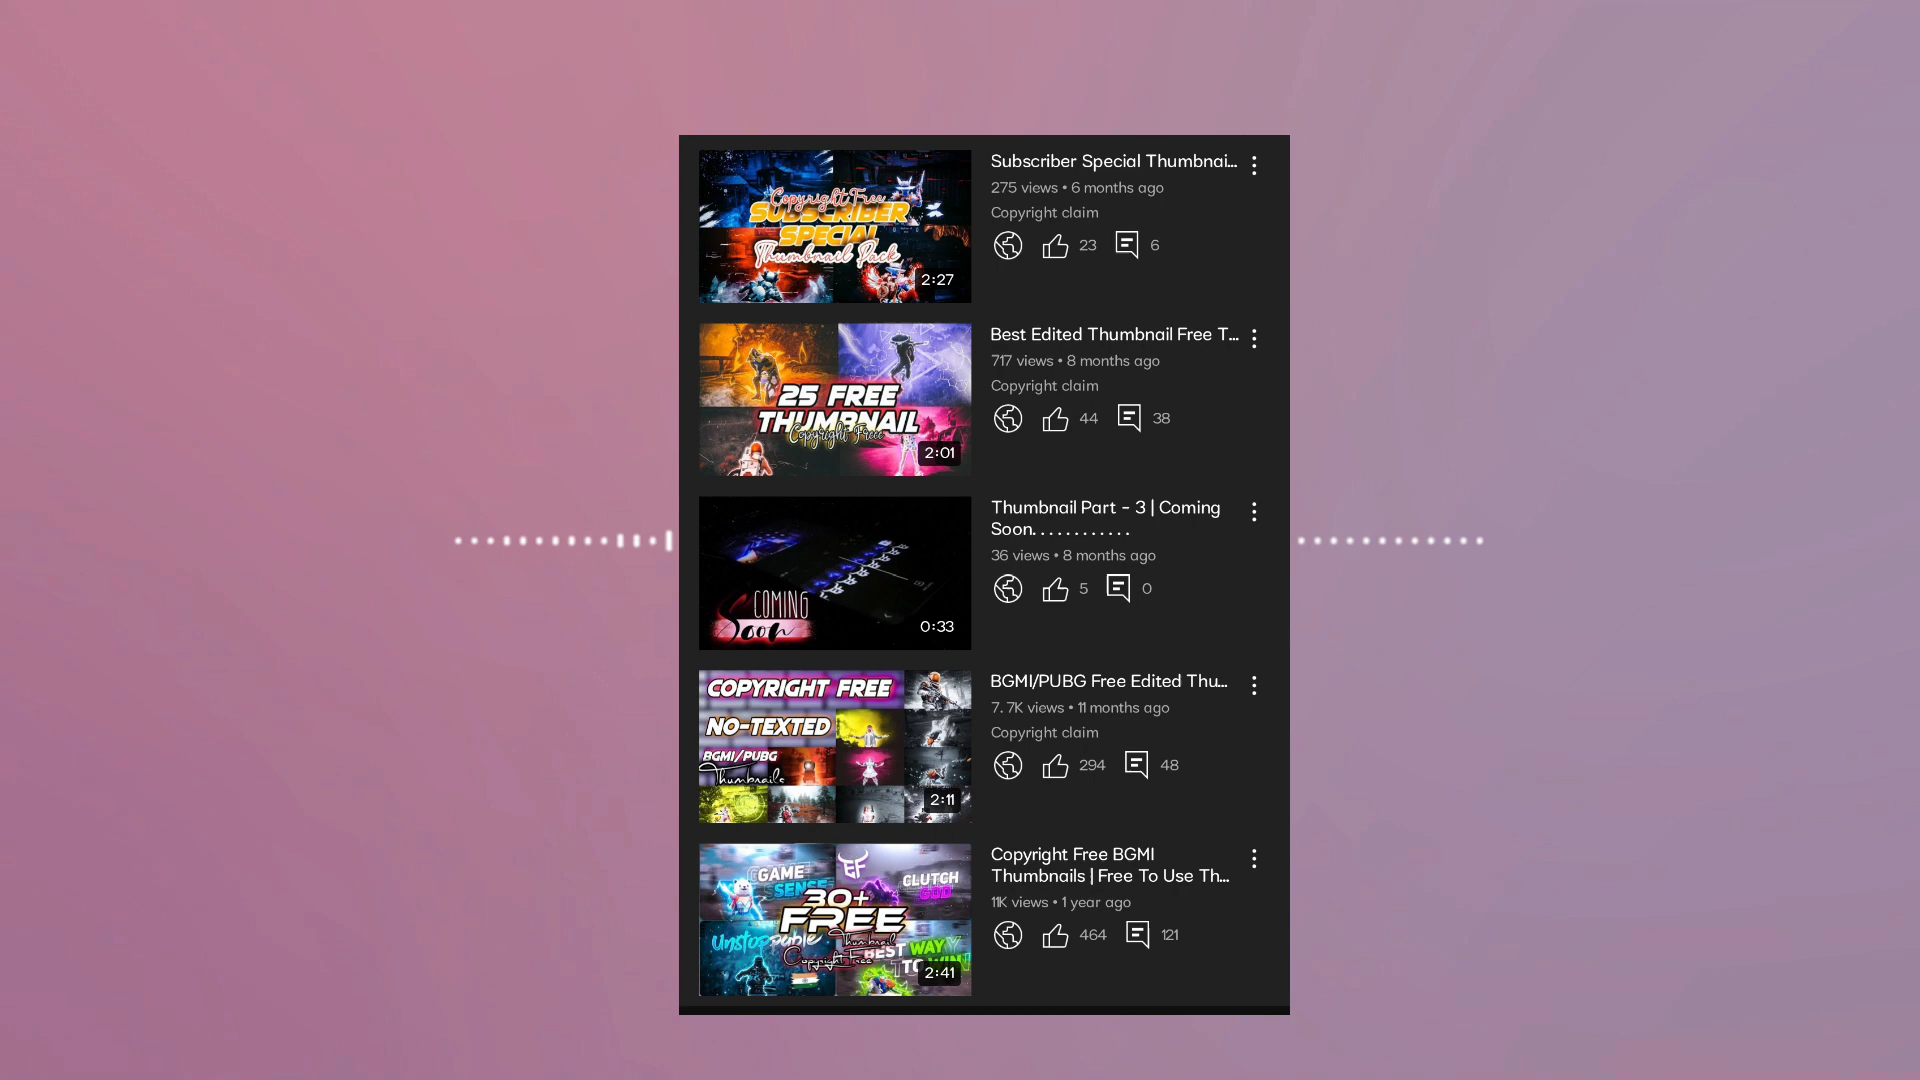 Copyright Free
SUBSCRIBER
SPECIAL
Thumbnail Pack
2:27
Subscriber Special Thumbnai...
275 views • 6 months ago
Copyright claim
23
6
25 FREE
THUMBNAIL
Copyright Free
2:01
Best Edited Thumbnail Free T...
717 views • 8 months ago
Copyright claim
44
38
COMING
Soon
0:33
Thumbnail Part - 3 | Coming
Soon. . . . . . . . . . . .
36 views • 8 months ago
5
0
COPYRIGHT FREE
NO-TEXTED
BGMI/PUBG
Thumbnails
2:11
BGMI/PUBG Free Edited Thu...
7. 7K views • 11 months ago
Copyright claim
294
48
GAME
SENSE
EF
CLUTCH
GOD
30+
FREE
Thumbnail
Copyright Free
Unstoppable
BEST WAY
TO WIN
2:41
Copyright Free BGMI
Thumbnails | Free To Use Th...
11K views • 1 year ago
464
121